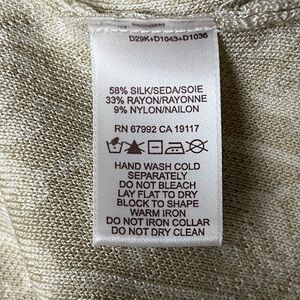 D29K+D1043+D1036
58% SILK/SEDA/SOIE
33% RAYON/RAYONNE
9% NYLON/NAILON
RN 67992 CA 19117
HAND WASH COLD
SEPARATELY
DO NOT BLEACH
LAY FLAT TO DRY
BLOCK TO SHAPE
WARM IRON
DO NOT IRON COLLAR
DO NOT DRY CLEAN